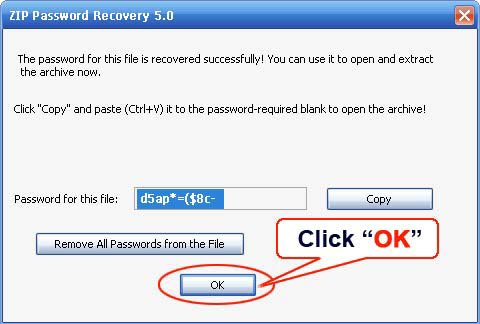 ZIP Password Recovery 5.0
The password for this file is recovered successfully! You can use it to open and extract
the archive now.
Click "Copy" and paste (Ctrl+V) it to the password-required blank to open the archive!
Password for this file: d5ap*=($8c- Copy
Remove All Passwords from the File
Click “OK”
OK